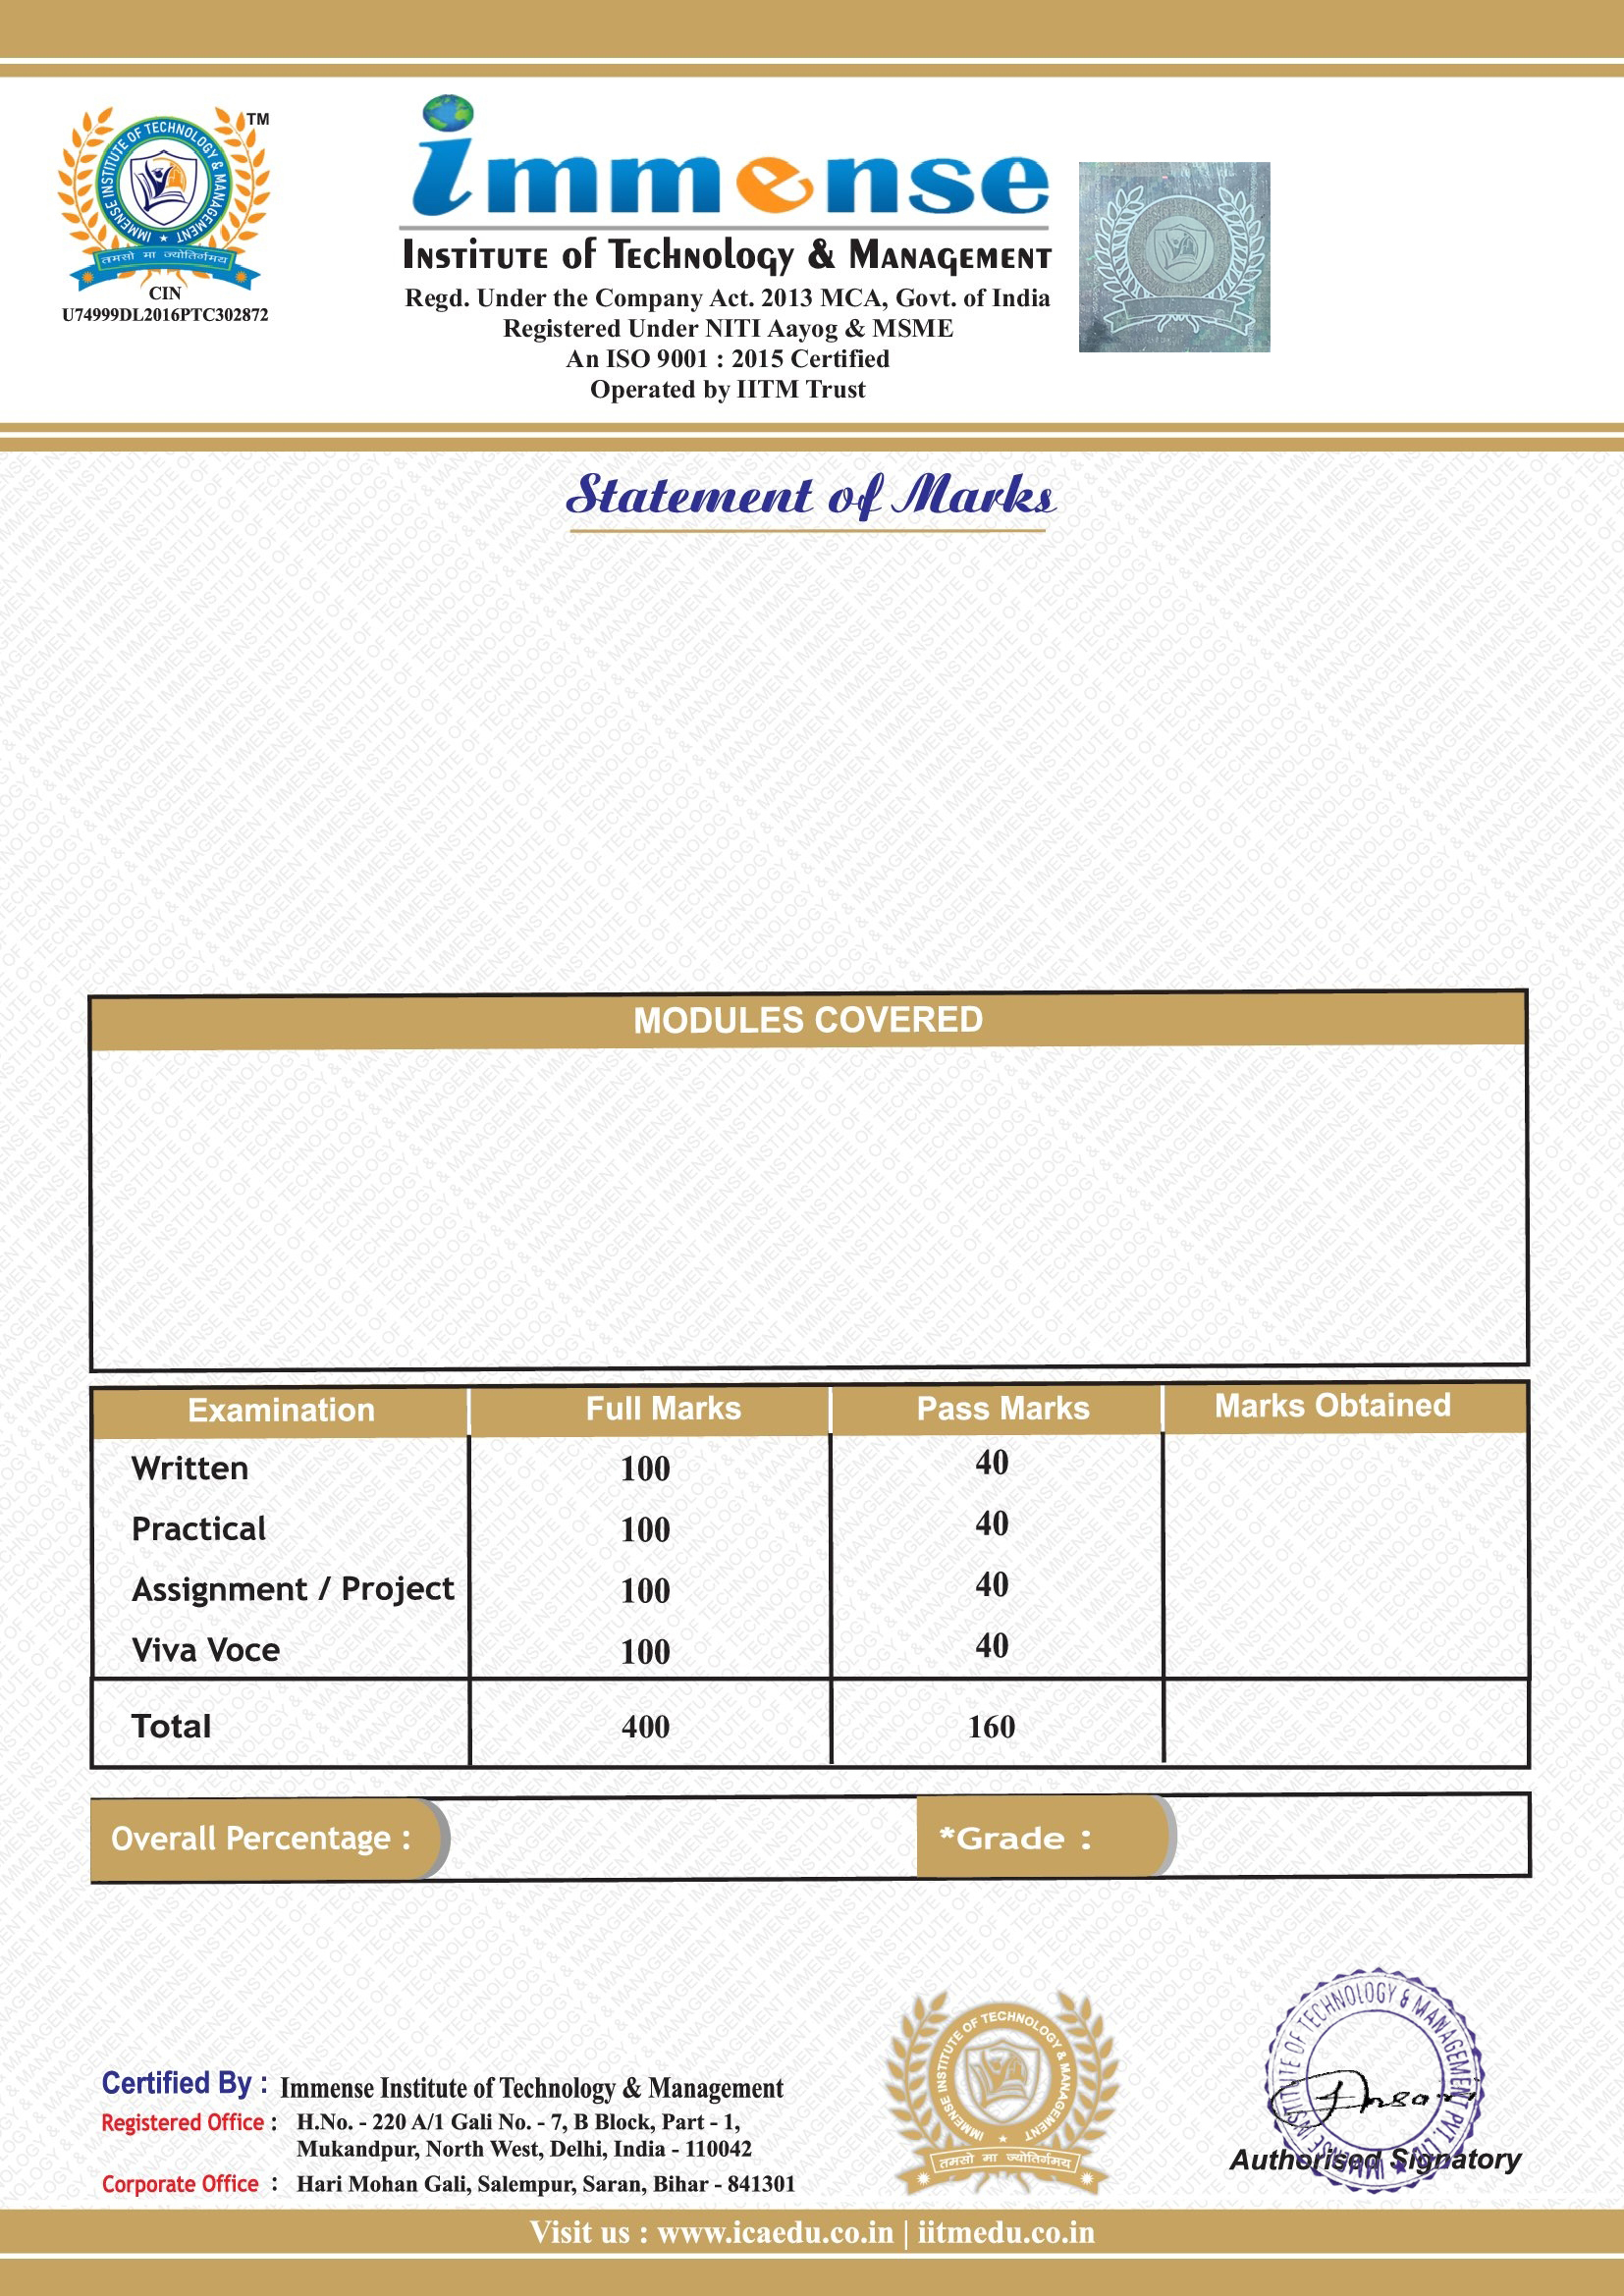 TM
IMMENSE INSTITUTE OF TECHNOLOGY & MANAGEMENT
तमसो मा ज्योतिर्गमय
CIN
U74999DL2016PTC302872
immense
INSTITUTE OF TECHNOLOGY & MANAGEMENT
Regd. Under the Company Act. 2013 MCA, Govt. of India
Registered Under NITI Aayog & MSME
An ISO 9001 : 2015 Certified
Operated by IITM Trust
Statement of Marks
MODULES COVERED
Examination Full Marks Pass Marks Marks Obtained
Written 100 40
Practical 100 40
Assignment / Project 100 40
Viva Voce 100 40
Total 400 160
Overall Percentage : *Grade :
Certified By : Immense Institute of Technology & Management
Registered Office : H.No. - 220 A/1 Gali No. - 7, B Block, Part - 1,
Mukandpur, North West, Delhi, India - 110042
Corporate Office : Hari Mohan Gali, Salempur, Saran, Bihar - 841301
IMMENSE INSTITUTE OF TECHNOLOGY & MANAGEMENT
तमसो मा ज्योतिर्गमय
IMMENSE INSTITUTE OF TECHNOLOGY & MANAGEMENT PVT. LTD.
Ansari
Authorised Signatory
Visit us : www.icaedu.co.in | iitmedu.co.in